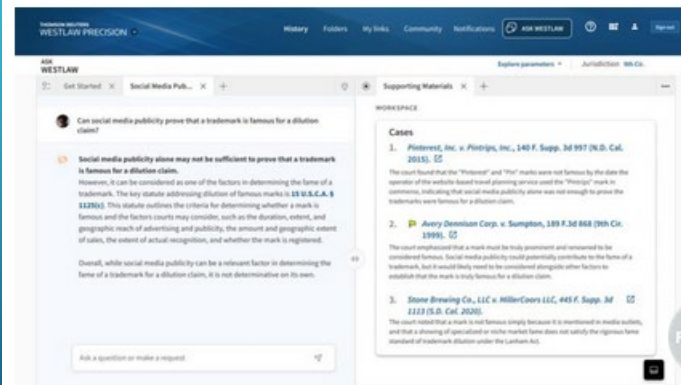 THOMSON REUTERS
WESTLAW PRECISION
History Folders My links Community Notifications ASK WESTLAW Sign out
ASK
WESTLAW
Explore parameters Jurisdiction 9th Cir.
Get Started Social Media Pub... Supporting Materials
WORKSPACE
Can social media publicity prove that a trademark is famous for a dilution
claim?
Social media publicity alone may not be sufficient to prove that a trademark
is famous for a dilution claim.
However, it can be considered as one of the factors in determining the fame of a
trademark. The key statute addressing dilution of famous marks is 15 U.S.C.A. §
1125(c). This statute outlines the criteria for determining whether a mark is
famous and the factors courts may consider, such as the duration, extent, and
geographic reach of advertising and publicity, the amount and geographic extent
of sales, the extent of actual recognition, and whether the mark is registered.
Overall, while social media publicity can be a relevant factor in determining the
fame of a trademark for a dilution claim, it is not determinative on its own.
Ask a question or make a request
Cases
1. Pinterest, Inc. v. Pintrips, Inc., 140 F. Supp. 3d 997 (N.D. Cal.
2015).
The court found that the "Pinterest" and "Pin" marks were not famous by the date the
operator of the website-based travel planning service used the "Pintrips" mark in
commerce, indicating that social media publicity alone was not enough to prove the
trademarks were famous for a dilution claim.
2. Avery Dennison Corp. v. Sumpton, 189 F.3d 868 (9th Cir.
1999).
The court emphasized that a mark must be truly prominent and renowned to be
considered famous. Social media publicity could potentially contribute to the fame of a
trademark, but it would likely need to be considered alongside other factors to
establish that the mark is truly famous for a dilution claim.
3. Stone Brewing Co., LLC v. MillerCoors LLC, 445 F. Supp. 3d
1113 (S.D. Cal. 2020).
The court noted that a mark is not famous simply because it is mentioned in media outlets,
and that a showing of specialized or niche market fame does not satisfy the rigorous fame
standard of trademark dilution under the Lanham Act.